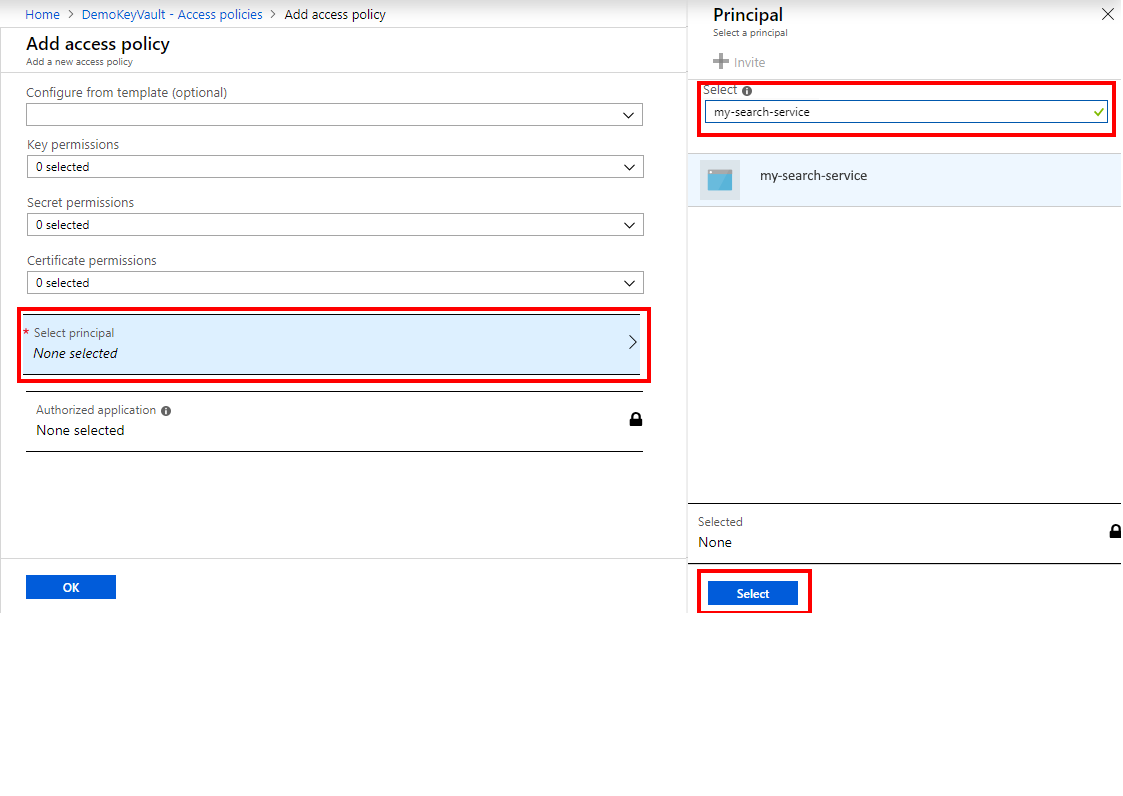 Home > DemoKeyVault - Access policies > Add access policy
Add access policy
Add a new access policy
Configure from template (optional)
Key permissions
0 selected
Secret permissions
0 selected
Certificate permissions
0 selected
* Select principal
None selected
Authorized application
None selected
OK
Principal
Select a principal
Invite
Select
my-search-service
my-search-service
Selected
None
Select